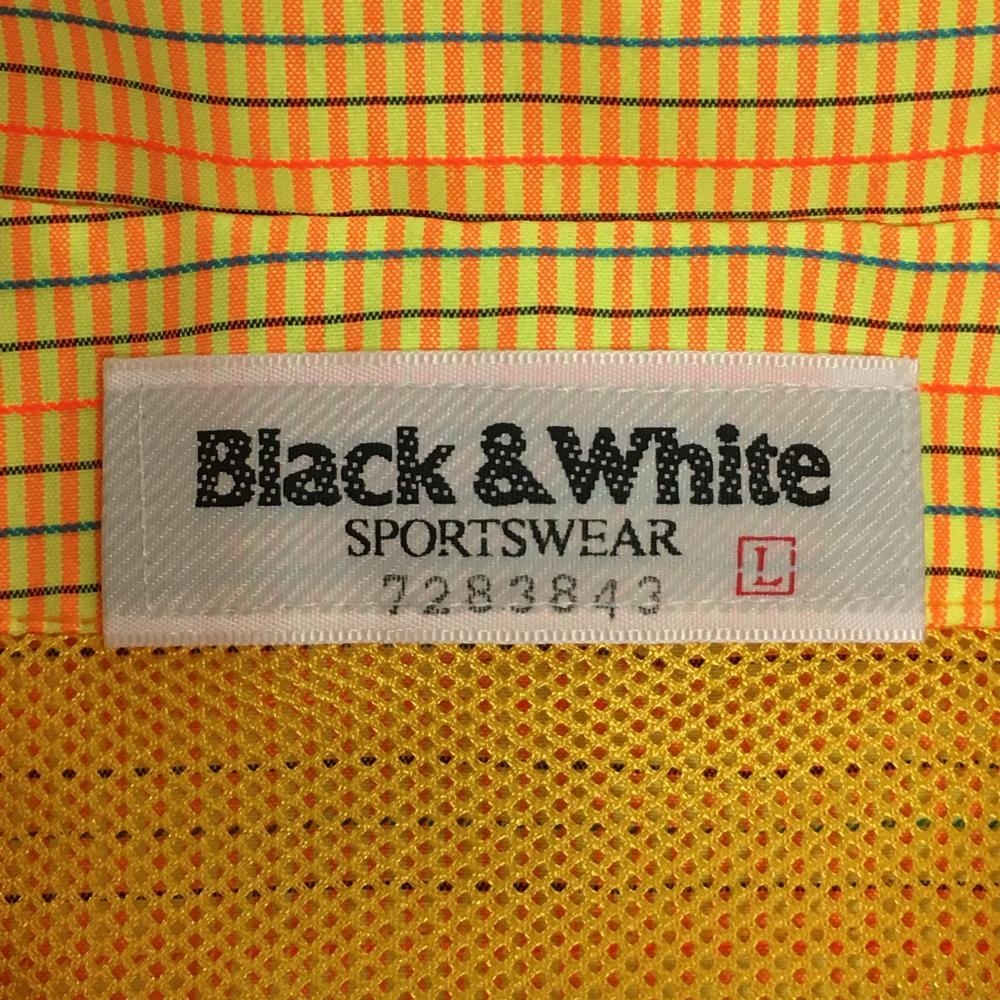 Black & White
SPORTSWEAR
L
7283843